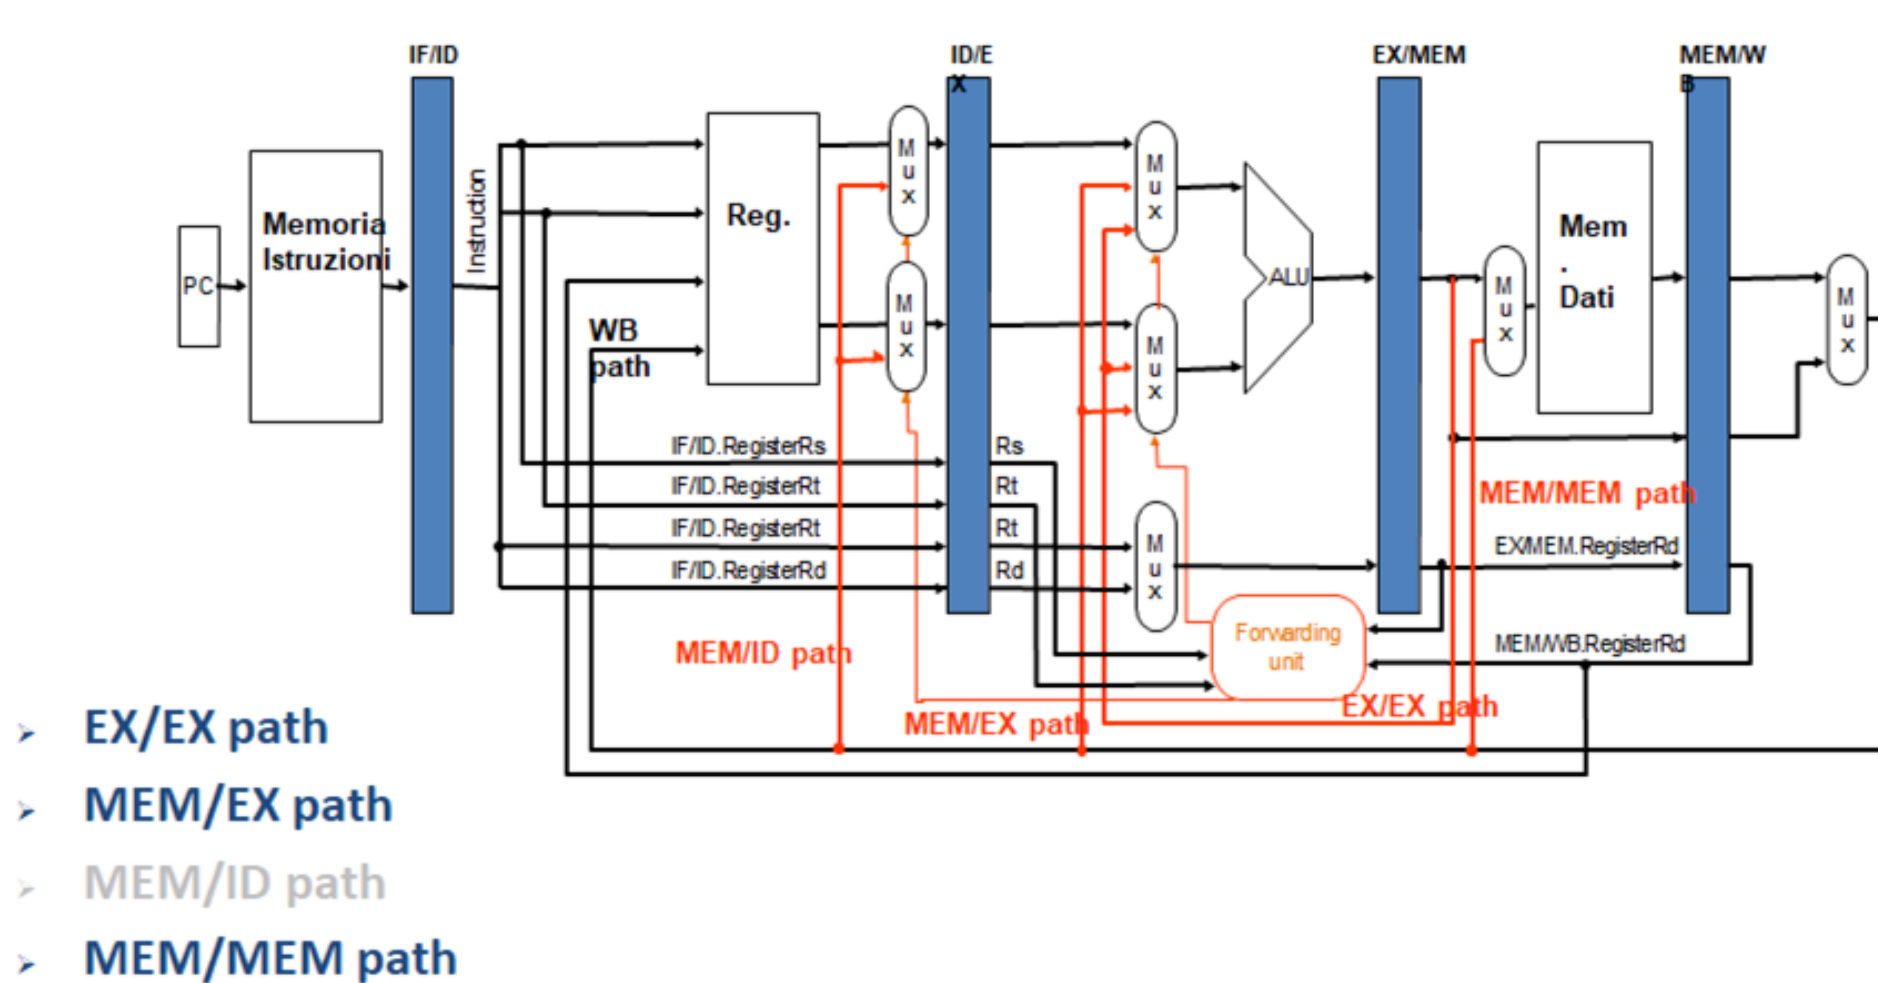 IF/ID
ID/E
X
EX/MEM
MEM/W
B
PC
Memoria
Istruzioni
Instruction
Reg.
WB
path
M
u
x
M
u
x
M
u
x
M
u
x
M
u
x
ALU
M
u
x
Mem
.
Dati
M
u
x
IF/ID.RegisterRs
IF/ID.RegisterRt
IF/ID.RegisterRt
IF/ID.RegisterRd
Rs
Rt
Rt
Rd
MEM/MEM path
EX/MEM.RegisterRd
Forwarding
unit
MEM/WB.RegisterRd
MEM/ID path
MEM/EX path
EX/EX path
EX/EX path
MEM/EX path
MEM/ID path
MEM/MEM path